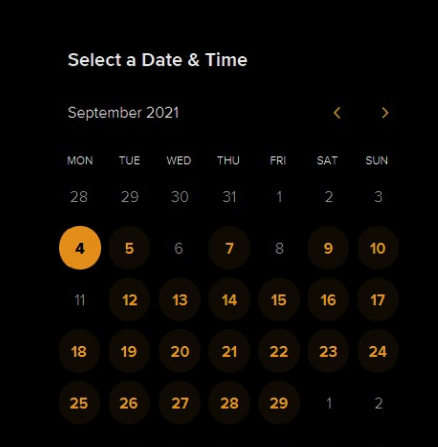 Select a Date & Time
September 2021 < >
MON TUE WED THU FRI SAT SUN
28 29 30 31 1 2 3
4 5 6 7 8 9 10
11 12 13 14 15 16 17
18 19 20 21 22 23 24
25 26 27 28 29 1 2